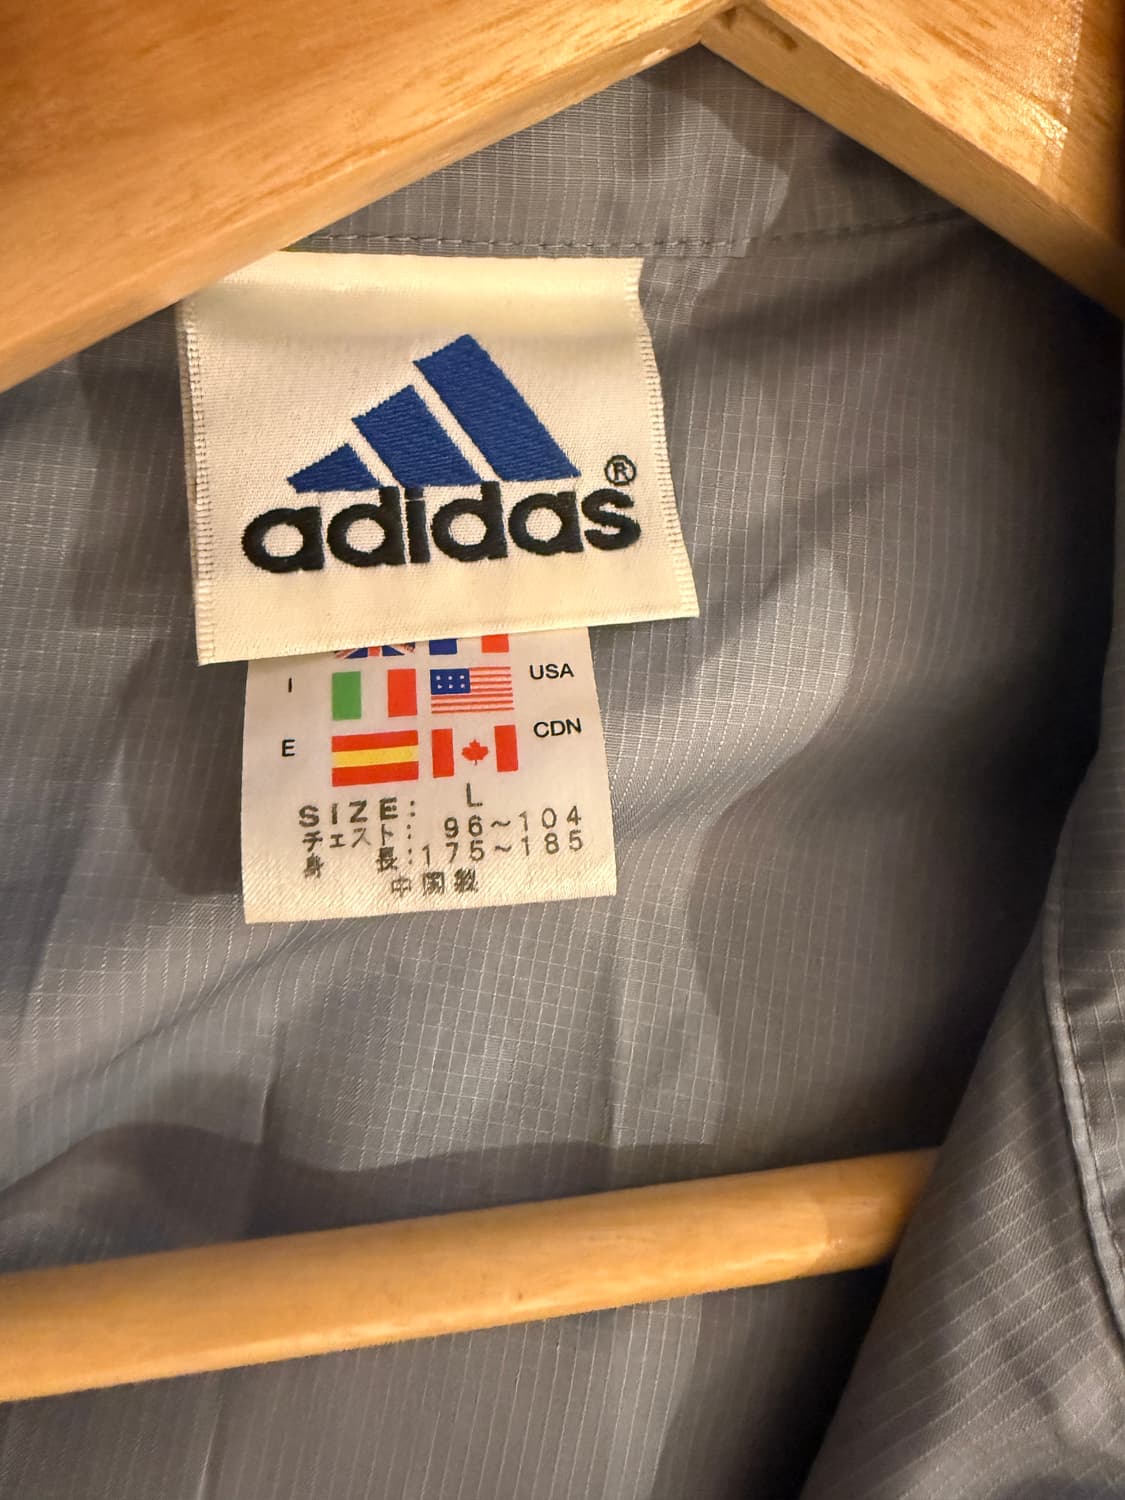 adidas®
I USA
E CDN
SIZE: L
チェスト: 96~104
身長:175~185
中国製